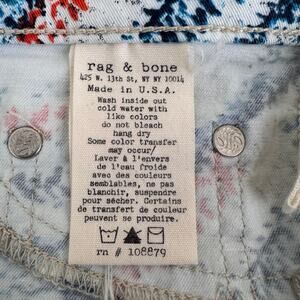 rag & bone
425 W. 13th St, NY NY 10014
Made in U.S.A.
Wash inside out
cold water with
like colors
do not bleach
hang dry
Some color transfer
may occur/
Laver à l'envers
de l'eau froide
avec des couleurs
semblables, ne pas
blanchir, suspendre
pour sécher. Certains
de transfert de couleur
peuvent se produire.
rn # 108879